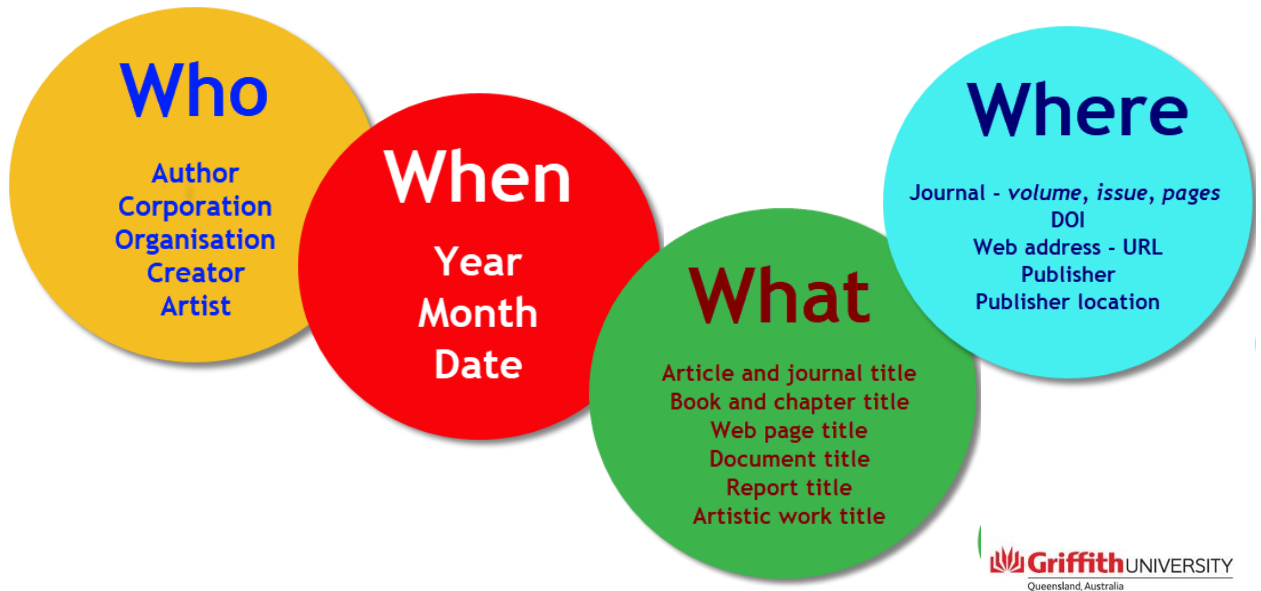 Who
Author
Corporation
Organisation
Creator
Artist
When
Year
Month
Date
What
Article and journal title
Book and chapter title
Web page title
Document title
Report title
Artistic work title
Where
Journal - volume, issue, pages
DOI
Web address - URL
Publisher
Publisher location
Griffith UNIVERSITY
Queensland, Australia